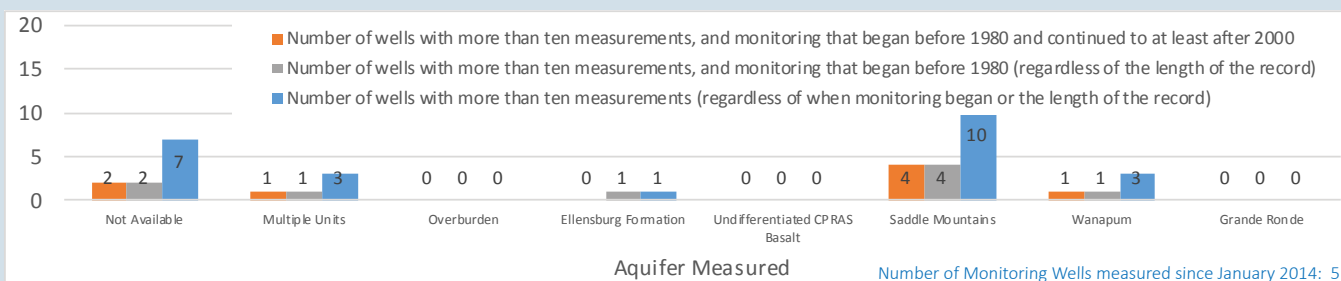 20
15
10
5
0
Number of wells with more than ten measurements, and monitoring that began before 1980 and continued to at least after 2000
Number of wells with more than ten measurements, and monitoring that began before 1980 (regardless of the length of the record)
Number of wells with more than ten measurements (regardless of when monitoring began or the length of the record)
2 2 7
1 1 3
0 0 0
0 1 1
0 0 0
4 4 10
1 1 3
0 0 0
Not Available
Multiple Units
Overburden
Ellensburg Formation
Undifferentiated CPRAS
Basalt
Saddle Mountains
Wanapum
Grande Ronde
Aquifer Measured
Number of Monitoring Wells measured since January 2014: 5